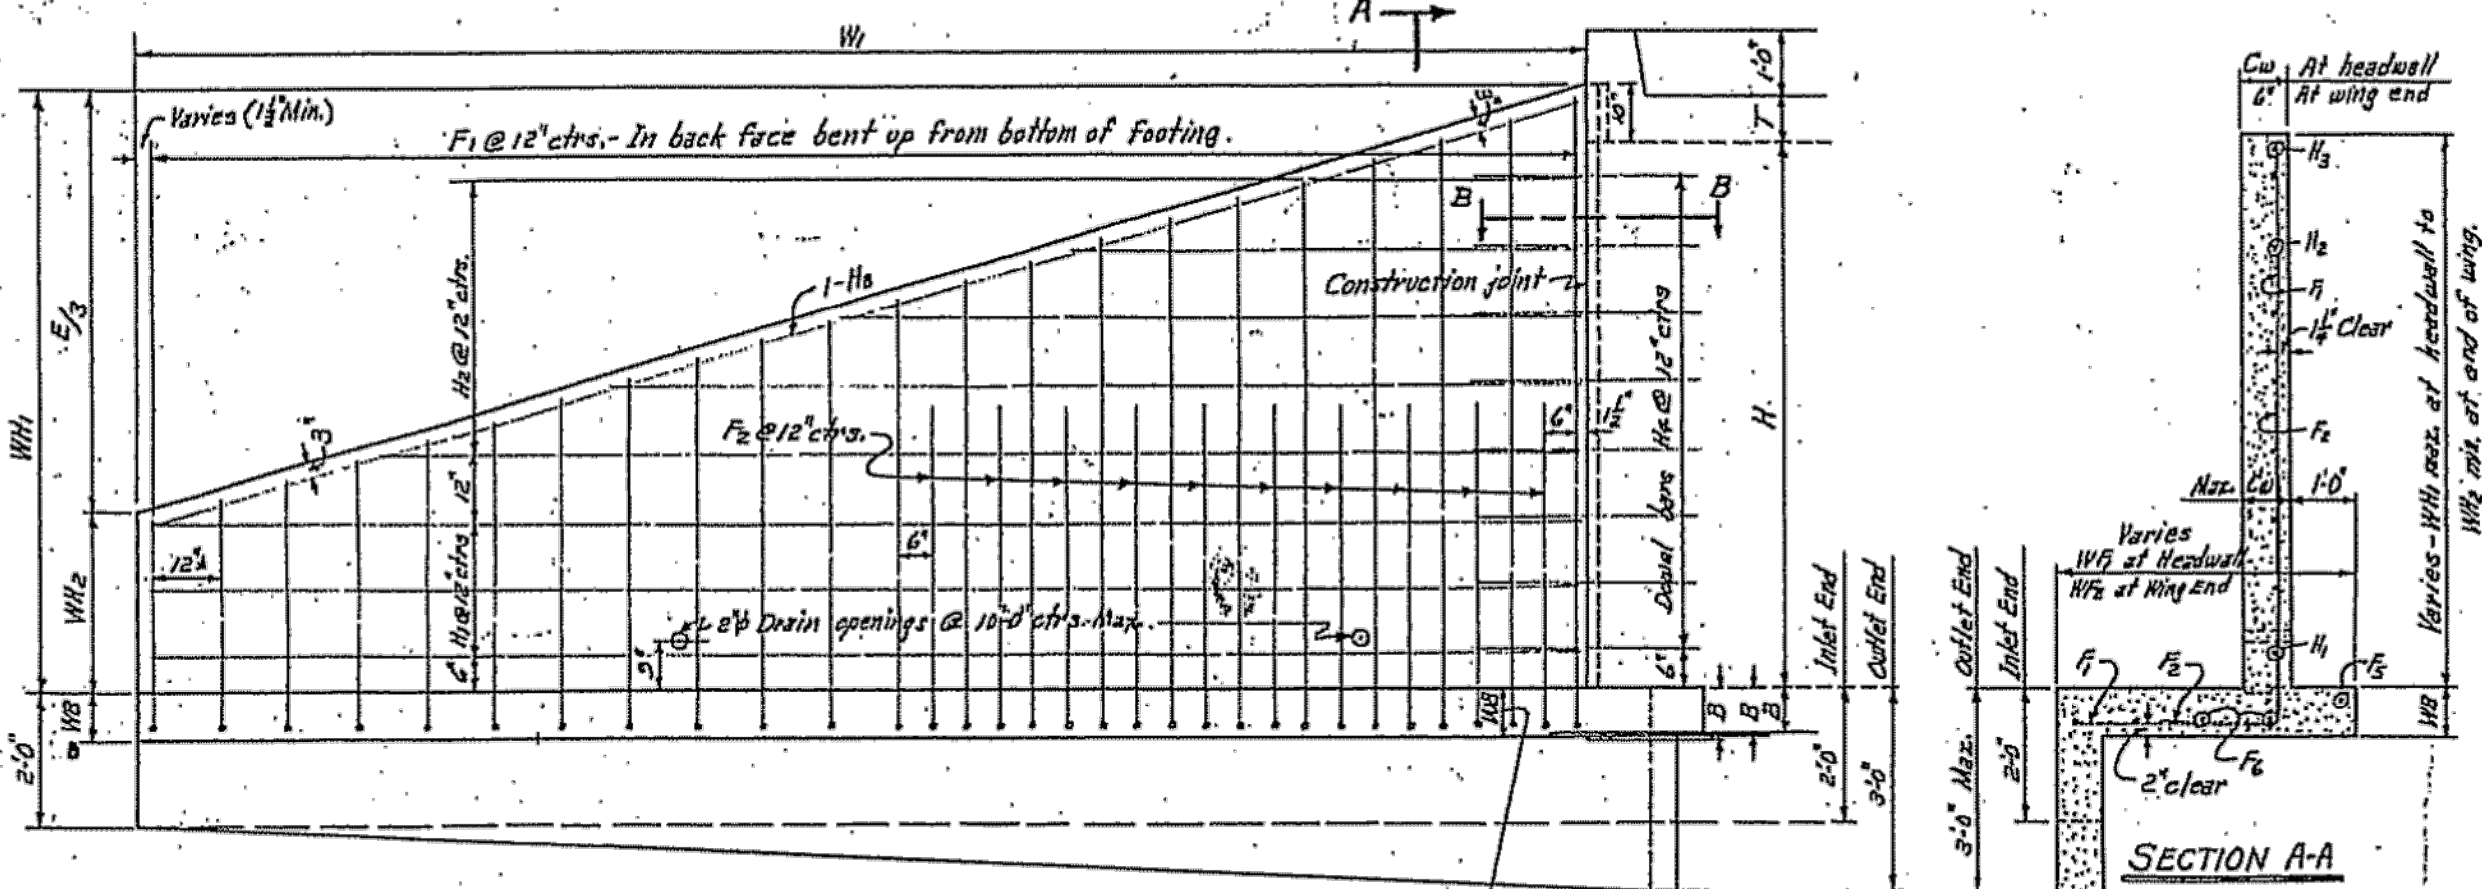 A
W1
1'-0"
Cw At headwall
6" At wing end
Varies (1½" Min.)
F1 @ 12" ctrs. - In back face bent up from bottom of footing.
3"
6"
T
H3
B
B
H2
E/3
H2 @ 12" ctrs.
1-H3
Construction joint
F1
1¼" Clear
WH1
3"
F2 @ 12" ctrs.
6"
1½"
Dowel bars H4 @ 12" ctrs
H
F2
Max. Cw
1'-0"
Varies - WH1 max. at headwall to
WH2 min. at end of wing.
12"
WH2
12"
H1 @ 12" ctrs
6"
6"
Varies
WF1 at Headwall
WF2 at Wing End
2"ø Drain openings @ 10'-0" ctrs. Max.
9"
6"
Inlet End
Outlet End
Outlet End
Inlet End
H1
F1
F2
F5
WB
WB
B
B
B
WB
2'-0"
2'-0"
3'-0"
3'-0" Max.
2'-0"
F6
2" clear
SECTION A-A